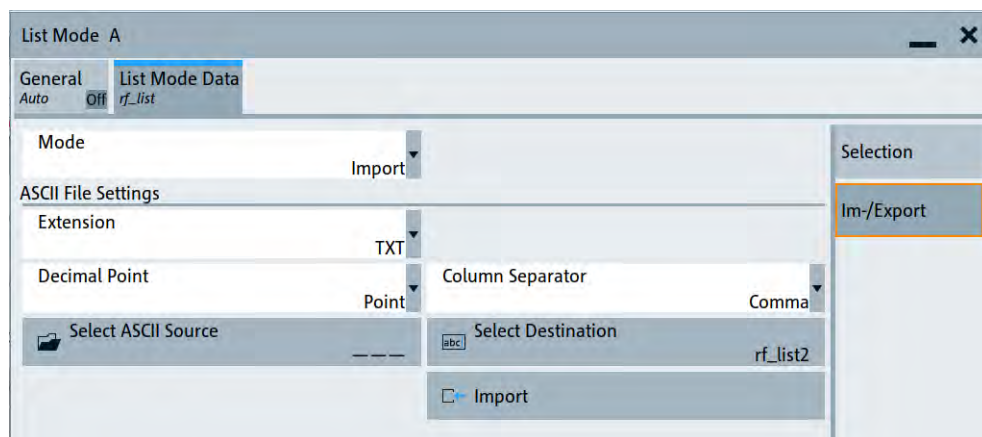 List Mode A
General
Auto Off
List Mode Data
rf_list
Mode
Import
ASCII File Settings
Extension
TXT
Decimal Point
Point
Column Separator
Comma
Select ASCII Source
_ _ _
abc
Select Destination
rf_list2
Import
Selection
Im-/Export